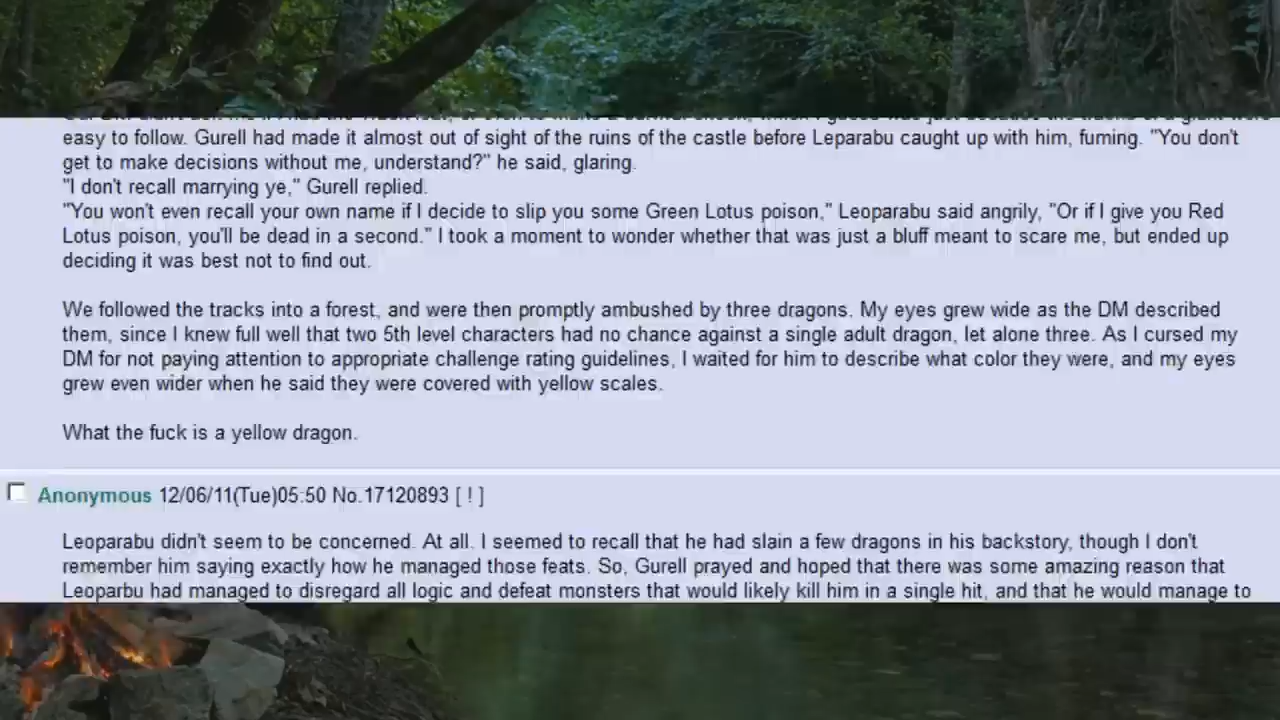 easy to follow. Gurell had made it almost out of sight of the ruins of the castle before Leparabu caught up with him, fuming. "You don't
get to make decisions without me, understand?" he said, glaring.
"I don't recall marrying ye," Gurell replied.
"You won't even recall your own name if I decide to slip you some Green Lotus poison," Leoparabu said angrily, "Or if I give you Red
Lotus poison, you'll be dead in a second." I took a moment to wonder whether that was just a bluff meant to scare me, but ended up
deciding it was best not to find out.
We followed the tracks into a forest, and were then promptly ambushed by three dragons. My eyes grew wide as the DM described
them, since I knew full well that two 5th level characters had no chance against a single adult dragon, let alone three. As I cursed my
DM for not paying attention to appropriate challenge rating guidelines, I waited for him to describe what color they were, and my eyes
grew even wider when he said they were covered with yellow scales.
What the fuck is a yellow dragon.
Anonymous 12/06/11(Tue)05:50 No.17120893 [ ! ]
Leoparabu didn't seem to be concerned. At all. I seemed to recall that he had slain a few dragons in his backstory, though I don't
remember him saying exactly how he managed those feats. So, Gurell prayed and hoped that there was some amazing reason that
Leoparbu had managed to disregard all logic and defeat monsters that would likely kill him in a single hit, and that he would manage to